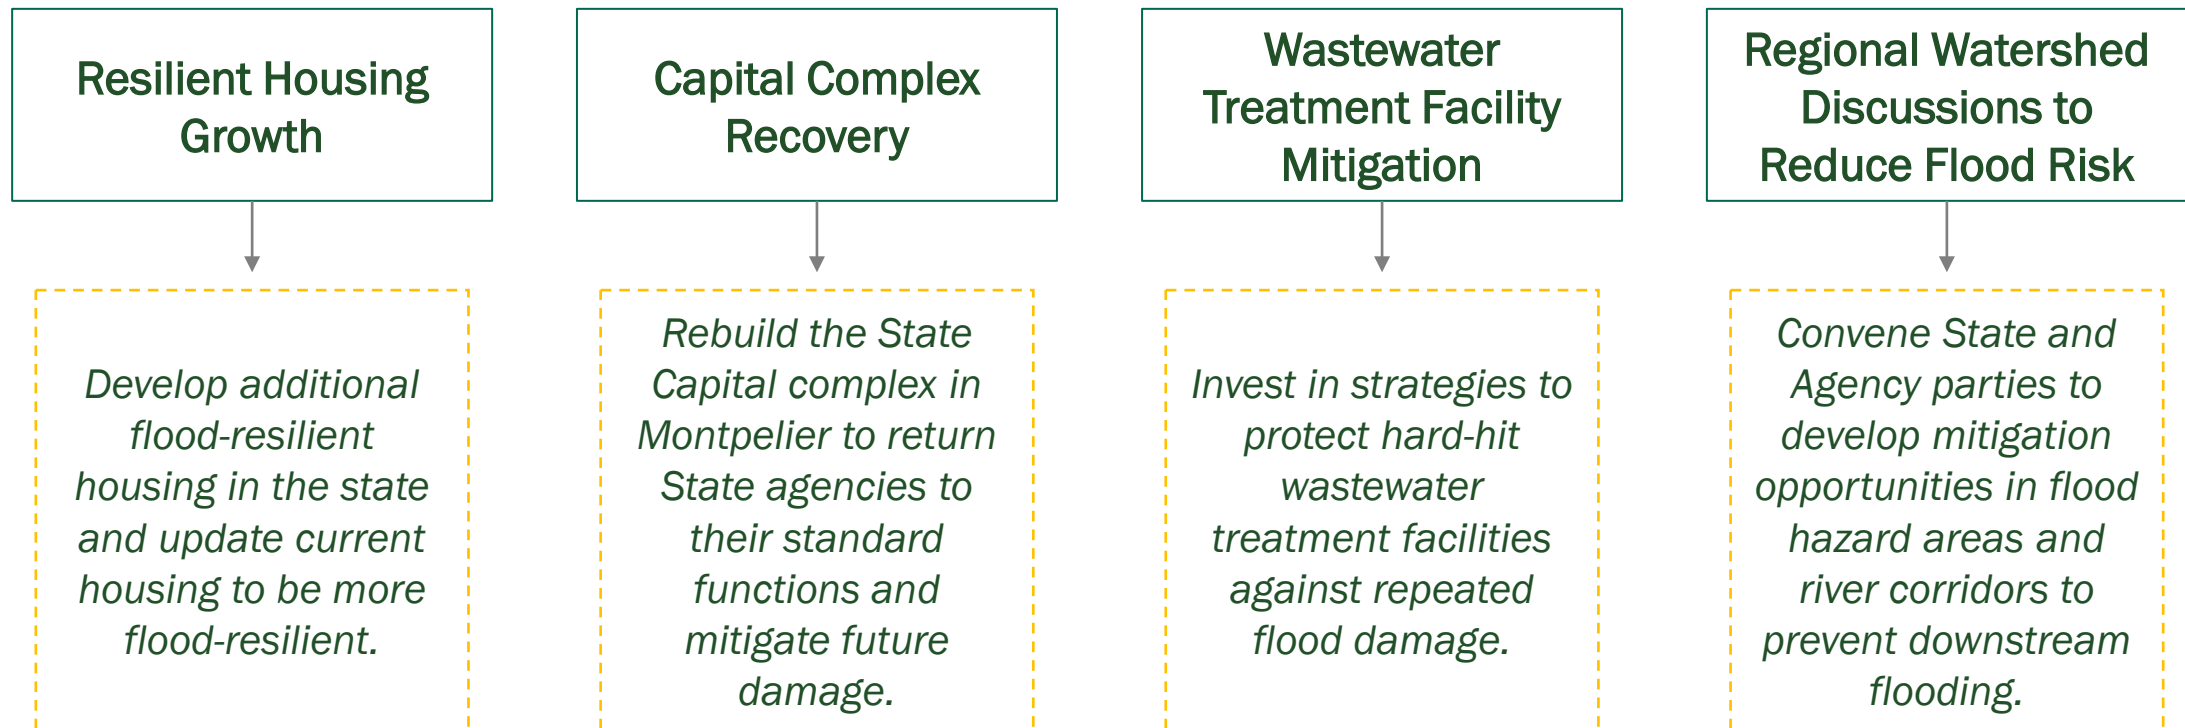 Resilient Housing
Growth
Develop additional
flood-resilient
housing in the state
and update current
housing to be more
flood-resilient.
Capital Complex
Recovery
Rebuild the State
Capital complex in
Montpelier to return
State agencies to
their standard
functions and
mitigate future
damage.
Wastewater
Treatment Facility
Mitigation
Invest in strategies to
protect hard-hit
wastewater
treatment facilities
against repeated
flood damage.
Regional Watershed
Discussions to
Reduce Flood Risk
Convene State and
Agency parties to
develop mitigation
opportunities in flood
hazard areas and
river corridors to
prevent downstream
flooding.